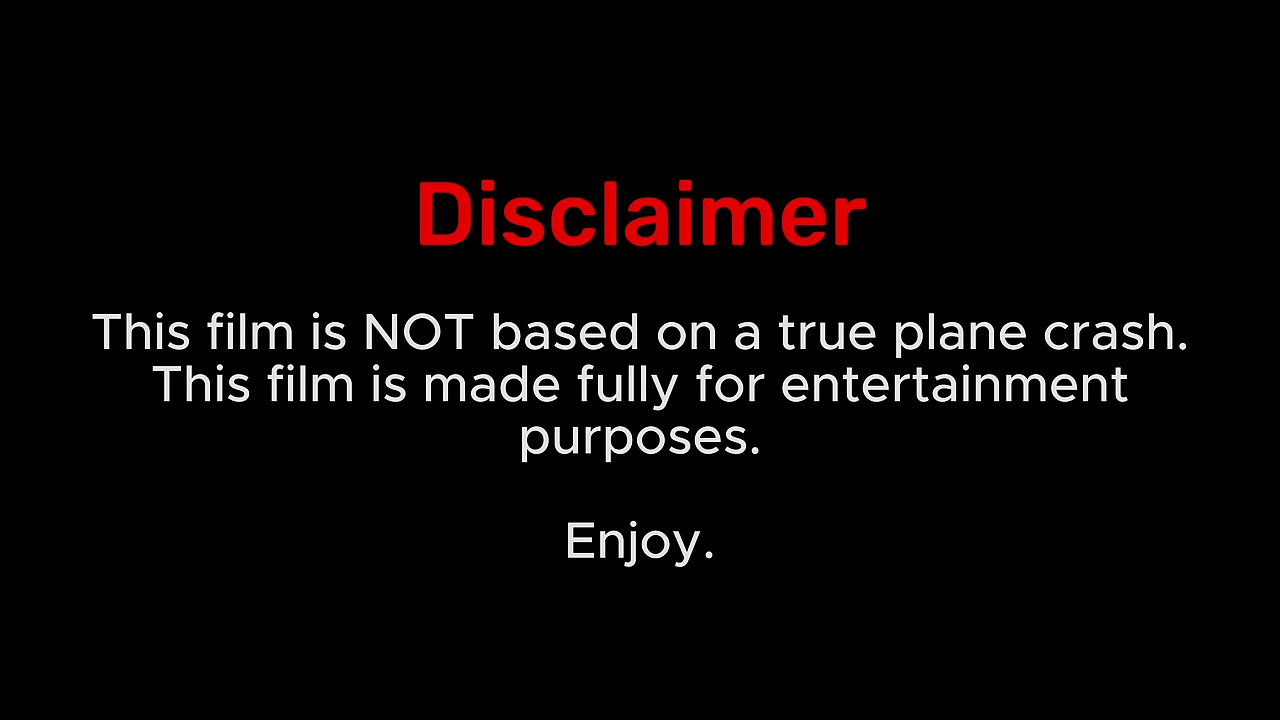 Disclaimer
This film is NOT based on a true plane crash.
This film is made fully for entertainment
purposes.
Enjoy.